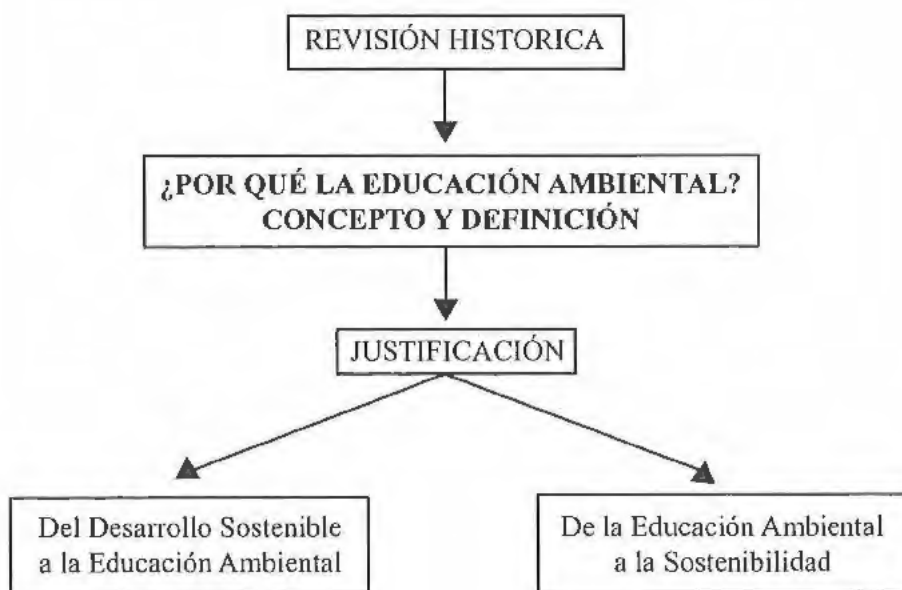 REVISIÓN HISTORICA
¿POR QUÉ LA EDUCACIÓN AMBIENTAL?
CONCEPTO Y DEFINICIÓN
JUSTIFICACIÓN
Del Desarrollo Sostenible
a la Educación Ambiental
De la Educación Ambiental
a la Sostenibilidad